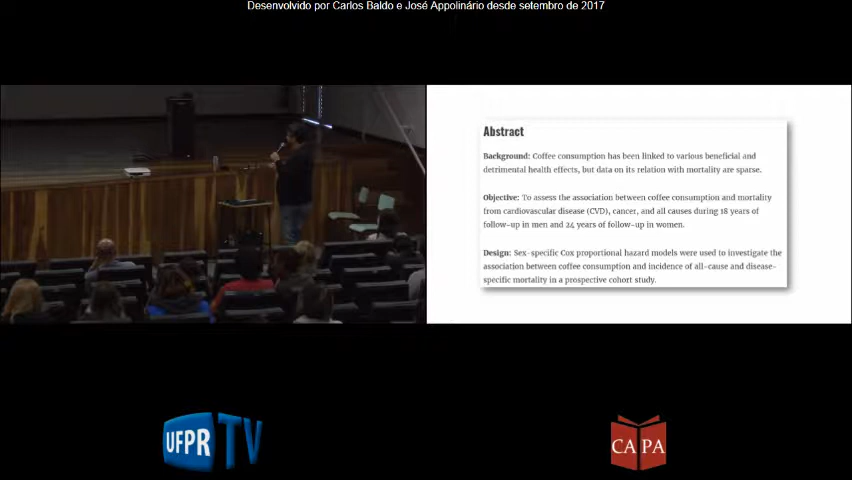 Desenvolvido por Carlos Baldo e José Appolinário desde setembro de 2017
Abstract
Background: Coffee consumption has been linked to various beneficial and
detrimental health effects, but data on its relation with mortality are sparse.
Objective: To assess the association between coffee consumption and mortality
from cardiovascular disease (CVD), cancer, and all causes during 18 years of
follow-up in men and 24 years of follow-up in women.
Design: Sex-specific Cox proportional hazard models were used to investigate the
association between coffee consumption and incidence of all-cause and disease-
specific mortality in a prospective cohort study.
UFPR TV
CAPA